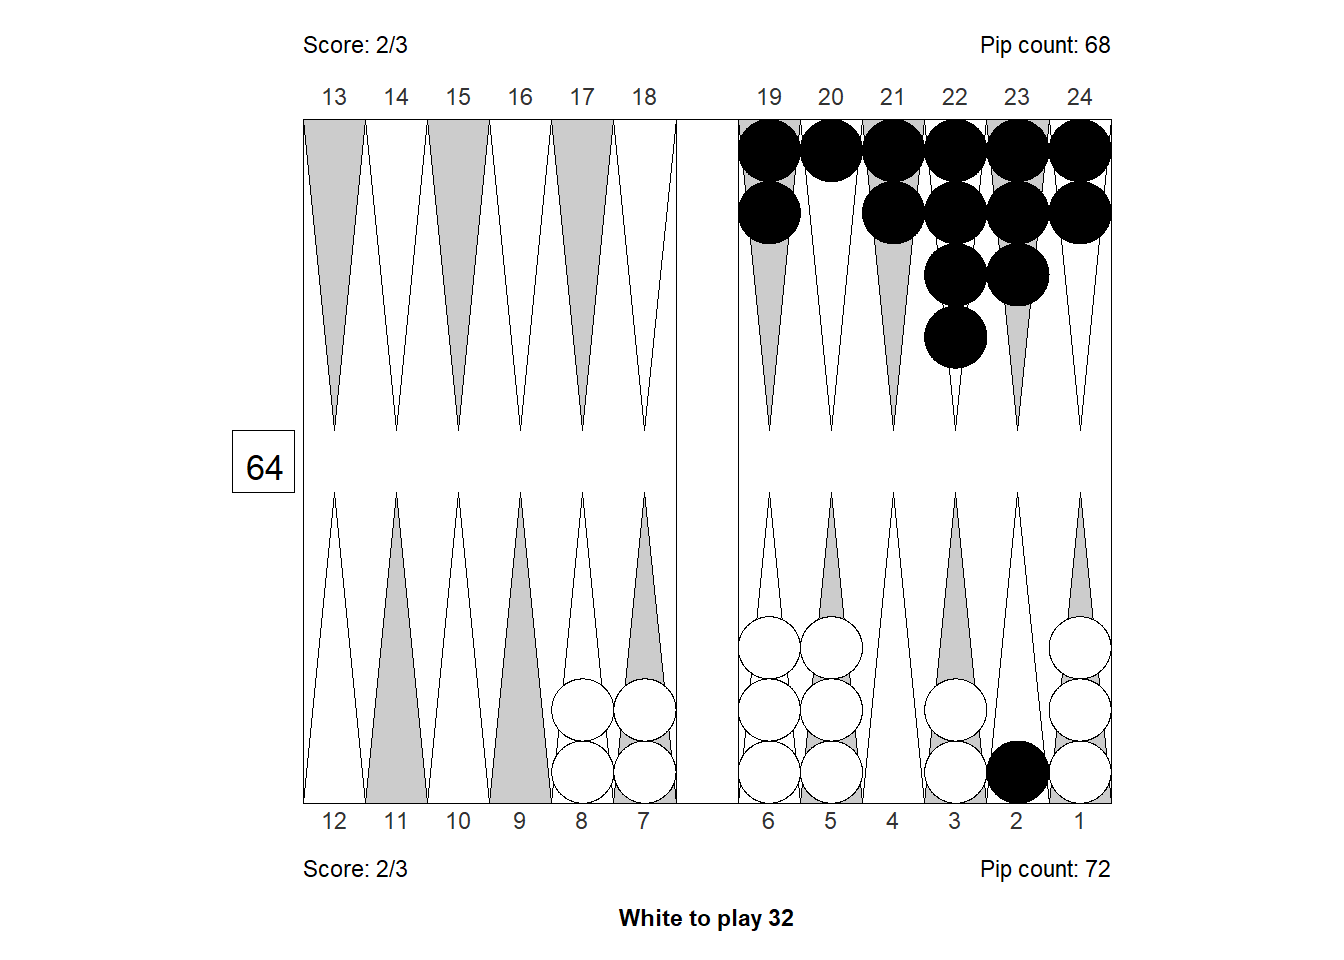 Score: 2/3 Pip count: 68
13 14 15 16 17 18 19 20 21 22 23 24
64
12 11 10 9 8 7 6 5 4 3 2 1
Score: 2/3 Pip count: 72
White to play 32